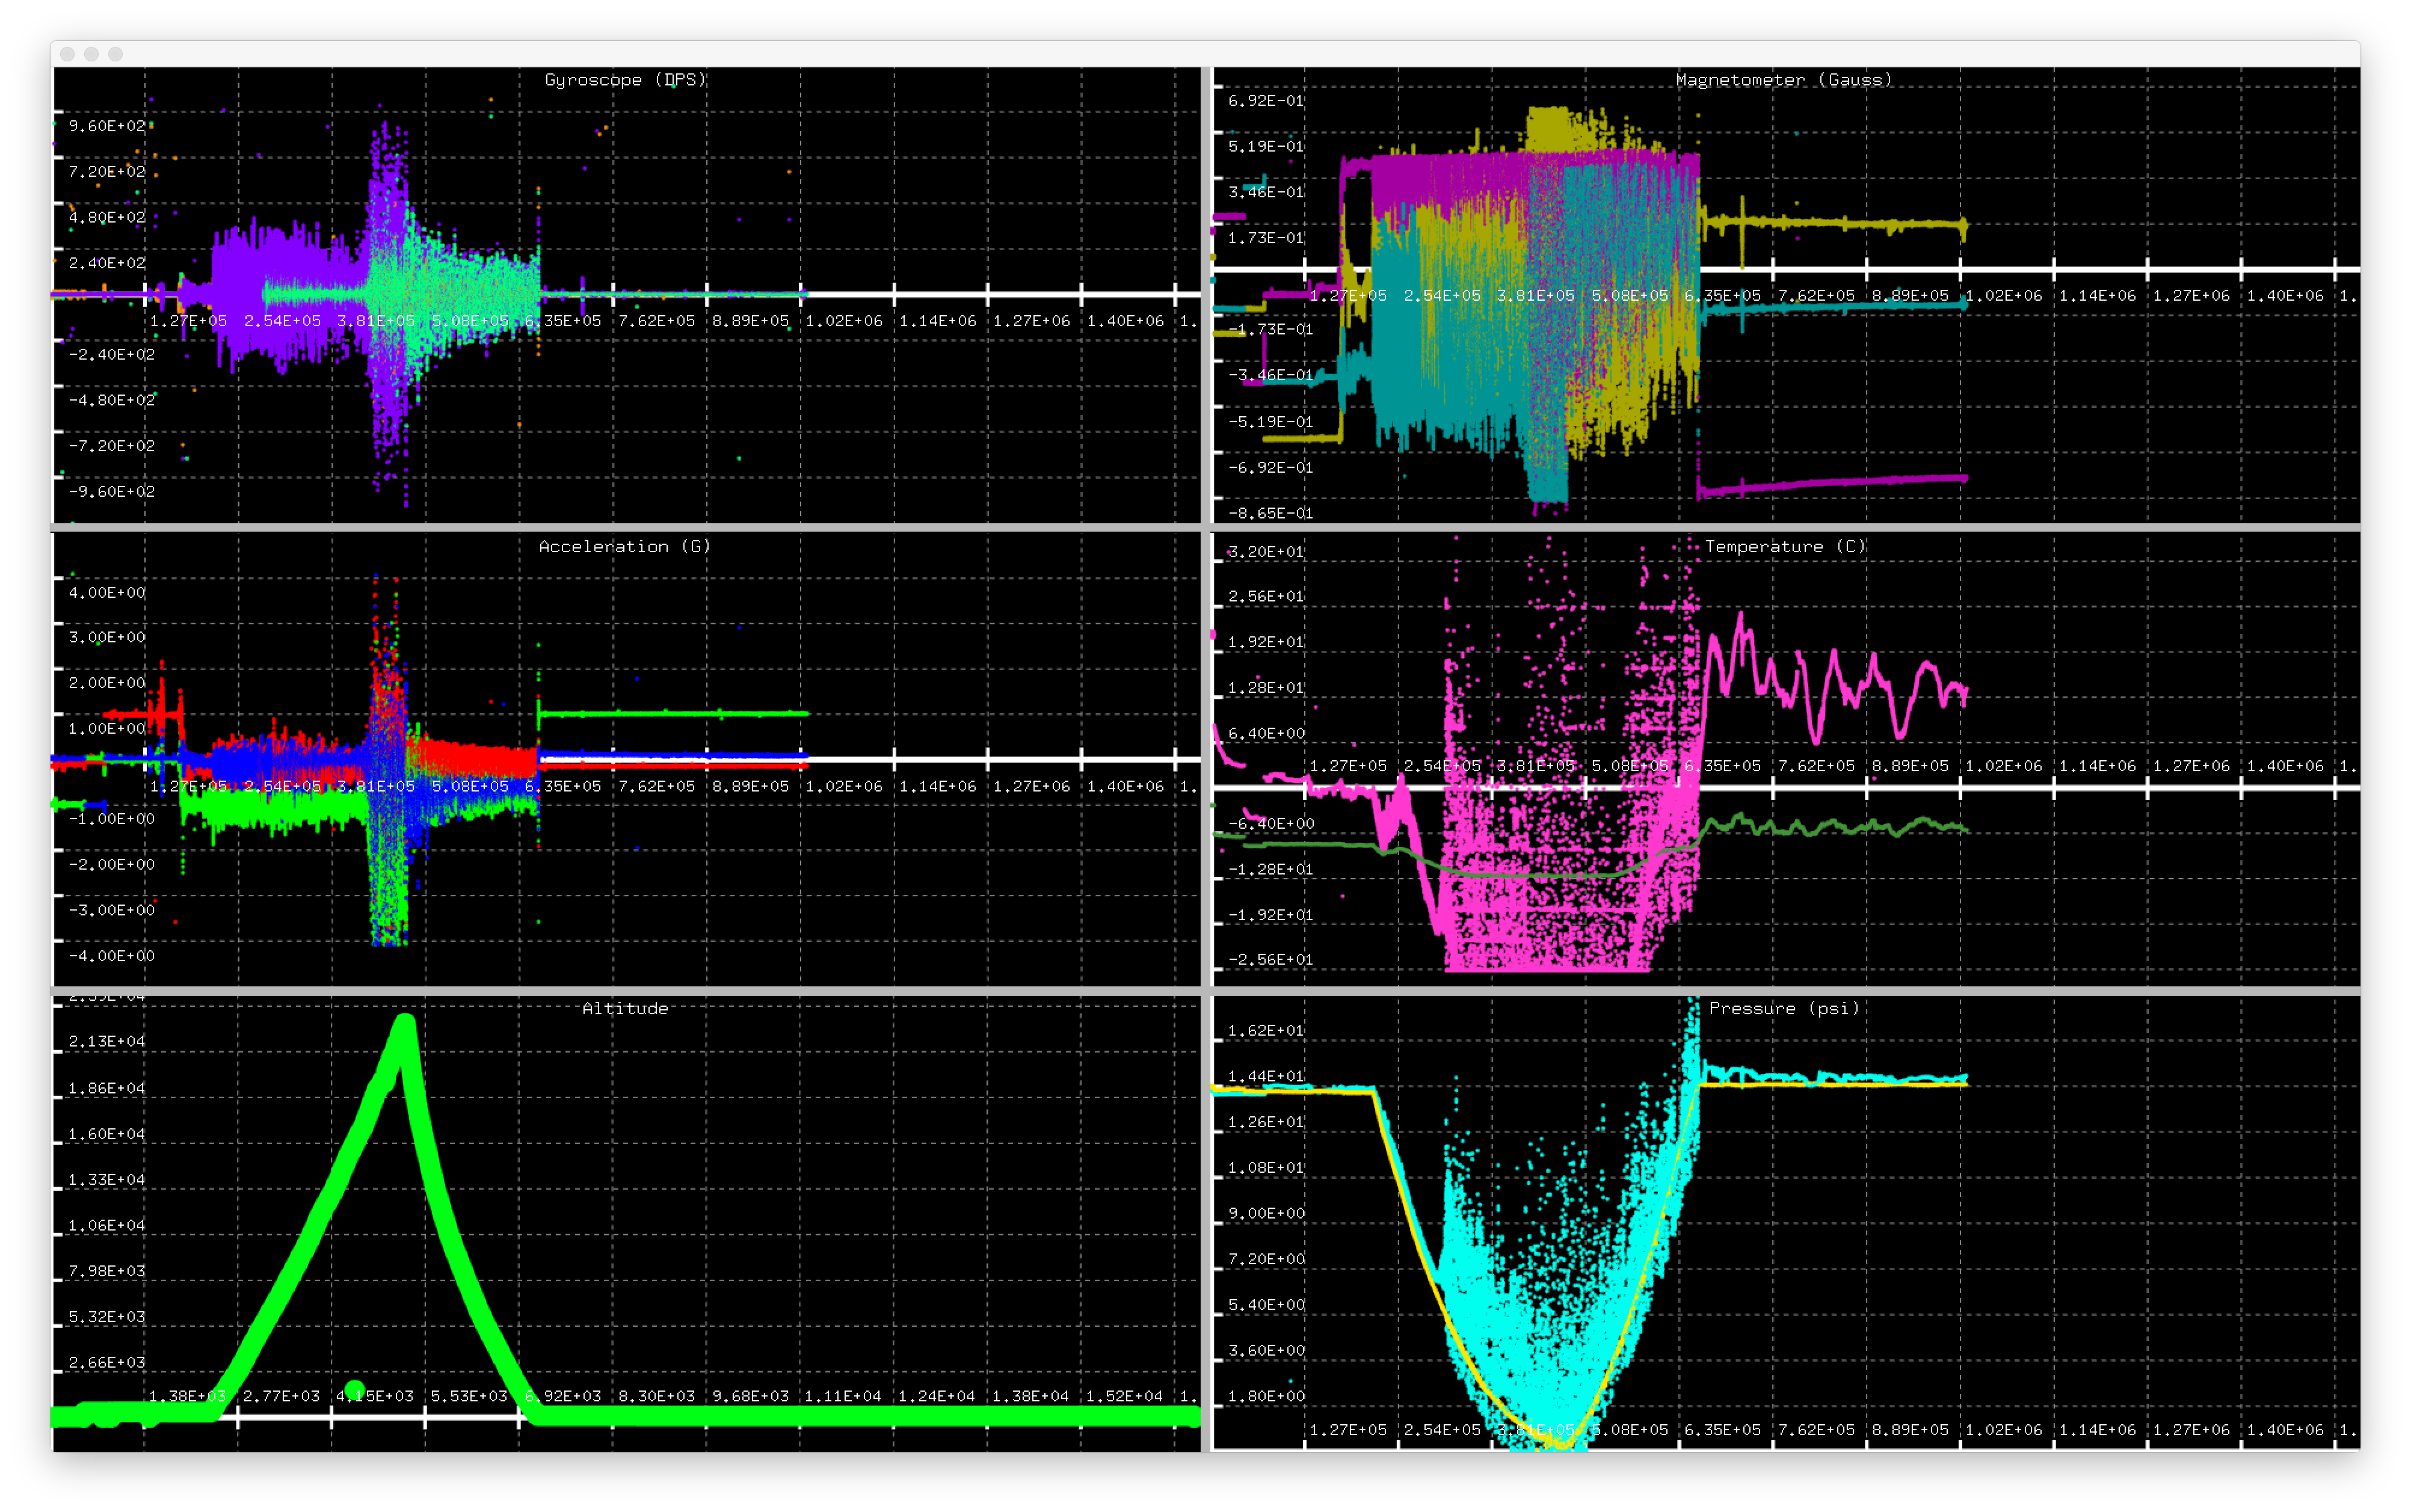 Gyroscope (DPS)
9.60E+02
7.20E+02
4.80E+02
2.40E+02
1.27E+05 2.54E+05 3.81E+05 5.08E+05 6.35E+05 7.62E+05 8.89E+05 1.02E+06 1.14E+06 1.27E+06 1.40E+06 1.
-2.40E+02
-4.80E+02
-7.20E+02
-9.60E+02
Magnetometer (Gauss)
6.92E-01
5.19E-01
3.46E-01
1.73E-01
1.27E+05 2.54E+05 3.81E+05 5.08E+05 6.35E+05 7.62E+05 8.89E+05 1.02E+06 1.14E+06 1.27E+06 1.40E+06 1.
-1.73E-01
-3.46E-01
-5.19E-01
-6.92E-01
-8.65E-01
Acceleration (G)
4.00E+00
3.00E+00
2.00E+00
1.00E+00
1.27E+05 2.54E+05 3.81E+05 5.08E+05 6.35E+05 7.62E+05 8.89E+05 1.02E+06 1.14E+06 1.27E+06 1.40E+06 1.
-1.00E+00
-2.00E+00
-3.00E+00
-4.00E+00
Temperature (C)
3.20E+01
2.56E+01
1.92E+01
1.28E+01
6.40E+00
1.27E+05 2.54E+05 3.81E+05 5.08E+05 6.35E+05 7.62E+05 8.89E+05 1.02E+06 1.14E+06 1.27E+06 1.40E+06 1.
-6.40E+00
-1.28E+01
-1.92E+01
-2.56E+01
Altitude
2.39E+04
2.13E+04
1.86E+04
1.60E+04
1.33E+04
1.06E+04
7.98E+03
5.32E+03
2.66E+03
1.38E+03 2.77E+03 4.15E+03 5.53E+03 6.92E+03 8.30E+03 9.68E+03 1.11E+04 1.24E+04 1.38E+04 1.52E+04 1.
Pressure (psi)
1.62E+01
1.44E+01
1.26E+01
1.08E+01
9.00E+00
7.20E+00
5.40E+00
3.60E+00
1.80E+00
1.27E+05 2.54E+05 3.81E+05 5.08E+05 6.35E+05 7.62E+05 8.89E+05 1.02E+06 1.14E+06 1.27E+06 1.40E+06 1.